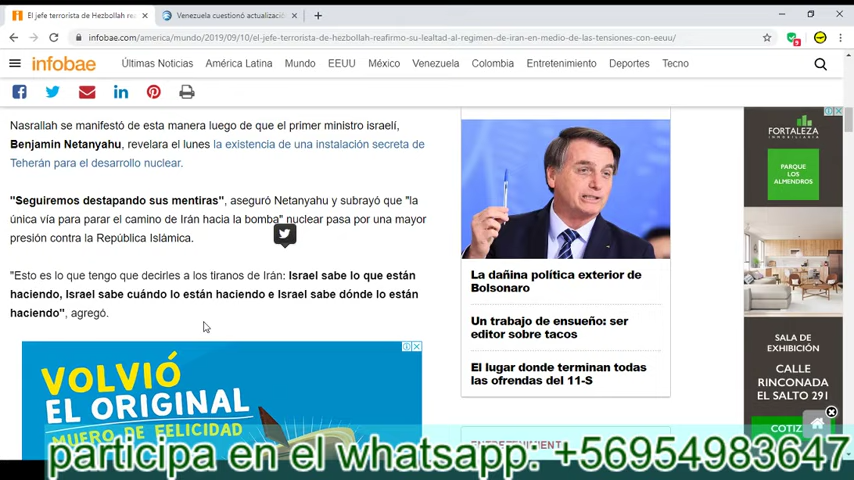 El jefe terrorista de Hezbollah rea
Venezuela cuestionó actualizació
infobae.com/america/mundo/2019/09/10/el-jefe-terrorista-de-hezbollah-reafirmo-su-lealtad-al-regimen-de-iran-en-medio-de-las-tensiones-con-eeuu/
infobae
Últimas Noticias América Latina Mundo EEUU México Venezuela Colombia Entretenimiento Deportes Tecno
Nasrallah se manifestó de esta manera luego de que el primer ministro israelí,
Benjamin Netanyahu, revelara el lunes la existencia de una instalación secreta de
Teherán para el desarrollo nuclear.
"Seguiremos destapando sus mentiras", aseguró Netanyahu y subrayó que "la
única vía para parar el camino de Irán hacia la bomba" nuclear pasa por una mayor
presión contra la República Islámica.
"Esto es lo que tengo que decirles a los tiranos de Irán: Israel sabe lo que están
haciendo, Israel sabe cuándo lo están haciendo e Israel sabe dónde lo están
haciendo", agregó.
VOLVIÓ
EL ORIGINAL
MURO DE FELICIDAD
La dañina política exterior de
Bolsonaro
Un trabajo de ensueño: ser
editor sobre tacos
El lugar donde terminan todas
las ofrendas del 11-S
ENTRETENIMIENTO
FORTALEZA
INMOBILIARIA
PARQUE
LOS
ALMENDROS
SALA DE
EXHIBICIÓN
CALLE
RINCONADA
EL SALTO 291
participa en el whatsapp: +56954983647